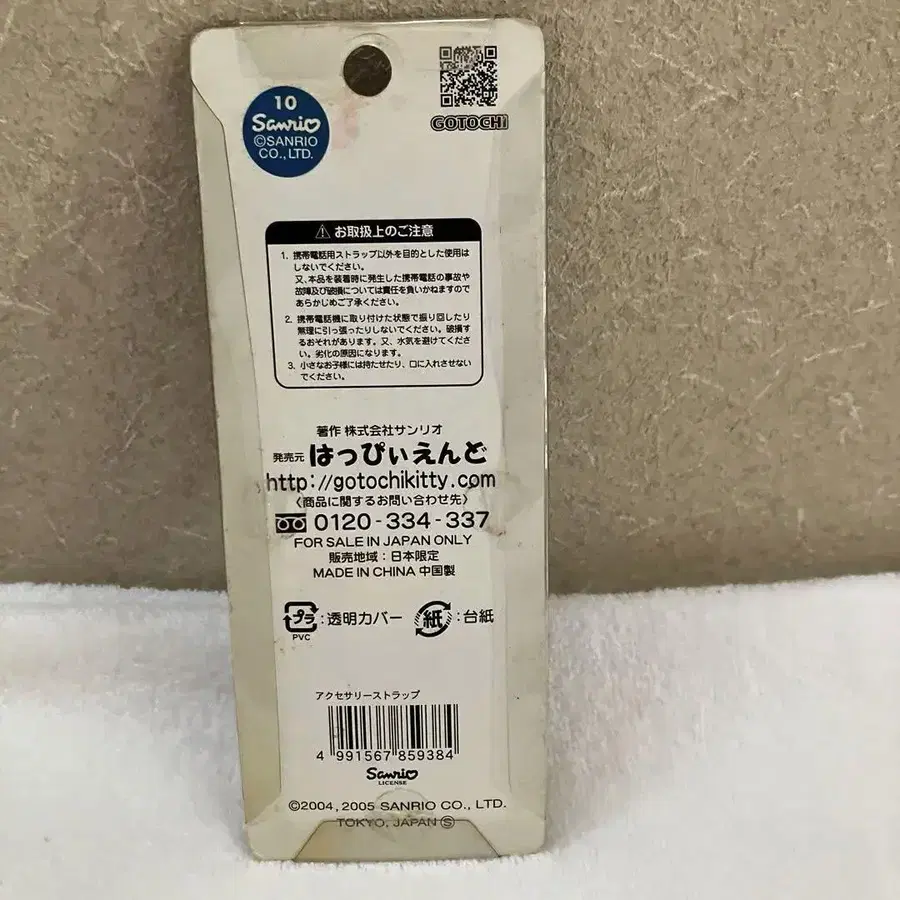 10
Sanrio
©SANRIO
CO., LTD.
GOTOCHI
⚠ お取扱上のご注意
1. 携帯電話用ストラップ以外を目的とした使用は
しないでください。
又、本品を装着時に発生した携帯電話の事故や
故障及び破損については責任を負いかねますので
あらかじめご了承ください。
2. 携帯電話機に取り付けた状態で振り回したり
無理に引っ張ったりしないでください。破損す
るおそれがあります。又、水気を避けてくださ
い。劣化の原因になります。
3. 小さなお子様には持たせたり、口に入れさせない
でください。
著作 株式会社サンリオ
発売元 はっぴぃえんど
http://gotochikitty.com
〈商品に関するお問い合わせ先〉
0120-334-337
FOR SALE IN JAPAN ONLY
販売地域：日本限定
MADE IN CHINA 中国製
プラ:透明カバー 紙:台紙
PVC
アクセサリーストラップ
4 991567 859384
Sanrio
LICENSE
©2004, 2005 SANRIO CO., LTD.
TOKYO, JAPAN Ⓢ